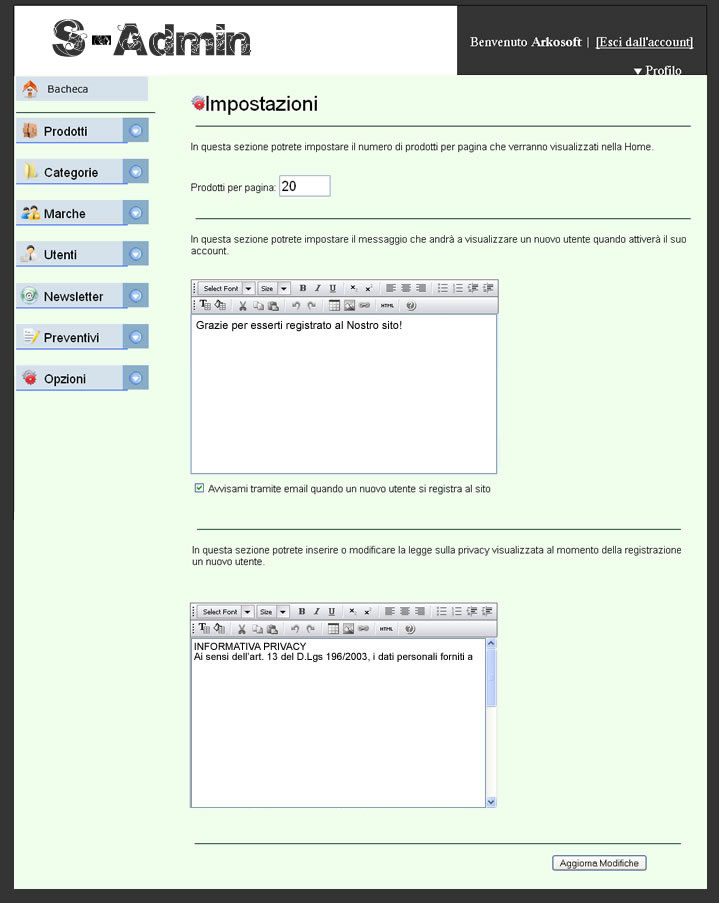 S-Admin
Benvenuto Arkosoft | [Esci dall'account]
Profilo
Bacheca
Prodotti
Categorie
Marche
Utenti
Newsletter
Preventivi
Opzioni
Impostazioni
In questa sezione potrete impostare il numero di prodotti per pagina che verranno visualizzati nella Home.
Prodotti per pagina: 20
In questa sezione potrete impostare il messaggio che andrà a visualizzare un nuovo utente quando attiverà il suo
account.
Select Font Size B I U
HTML
Grazie per esserti registrato al Nostro sito!
Avvisami tramite email quando un nuovo utente si registra al sito
In questa sezione potrete inserire o modificare la legge sulla privacy visualizzata al momento della registrazione
un nuovo utente.
Select Font Size B I U
HTML
INFORMATIVA PRIVACY
Ai sensi dell'art. 13 del D.Lgs 196/2003, i dati personali forniti a
Aggiorna Modifiche